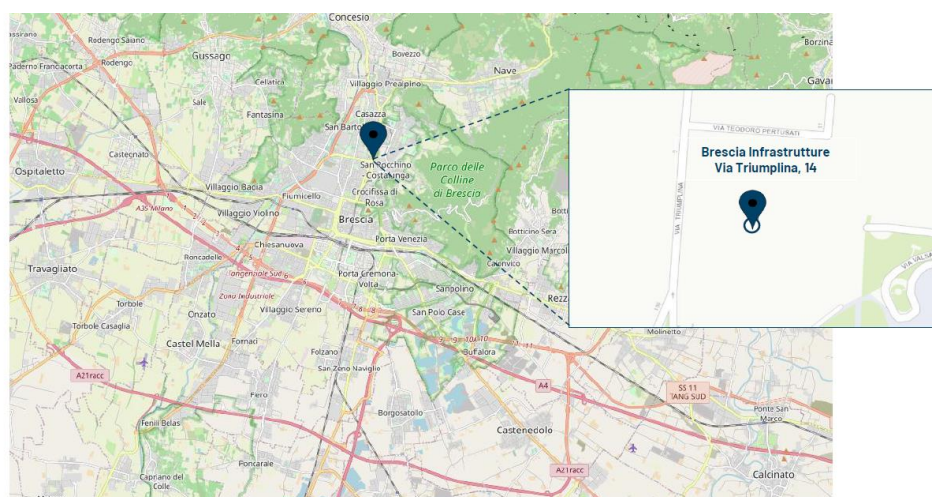 Concesio
Rodengo Saiano
Gussago
Bovezzo
Borzina
Paderno Franciacorta
Rodengo
Cellatica
Villaggio Prealpino
Nave
Gavar
Vallosa
Sale
Fantasina
Casazza
San Barto
VIA TEODORO PERTUSATI
Castegnato
San Rocchino
Costalunga
Parco delle
Colline
di Brescia
Brescia Infrastrutture
Via Triumplina, 14
Ospitaletto
Villaggio Badia
Crocifissa di
Rosa
Fiumicello
VIA TRIUMPLINA
A35 Milano
Villaggio Violino
Brescia
Botticino Sera
Chiesanuova
Porta Venezia
Villaggio Marcol
Roncadelle
Caionvico
VIA VALSA
Travagliato
Tangenziale Sud
Porta Cremona-
Volta
Sanpolino
Rezz
Zona Industriale
Torbole
Onzato
Villaggio Sereno
San Polo Case
Torbole Casaglia
Molinetto
Castel Mella
Fornaci
Folzano
Buffalora
San Zeno Naviglio
A21racc
A4
SS 11
TANG SUD
Fero
Borgosatollo
Ponte San
Marco
Fenili Belasi
Castenedolo
Foncarale
A21racc
Calcinato
Capriano del
Colle